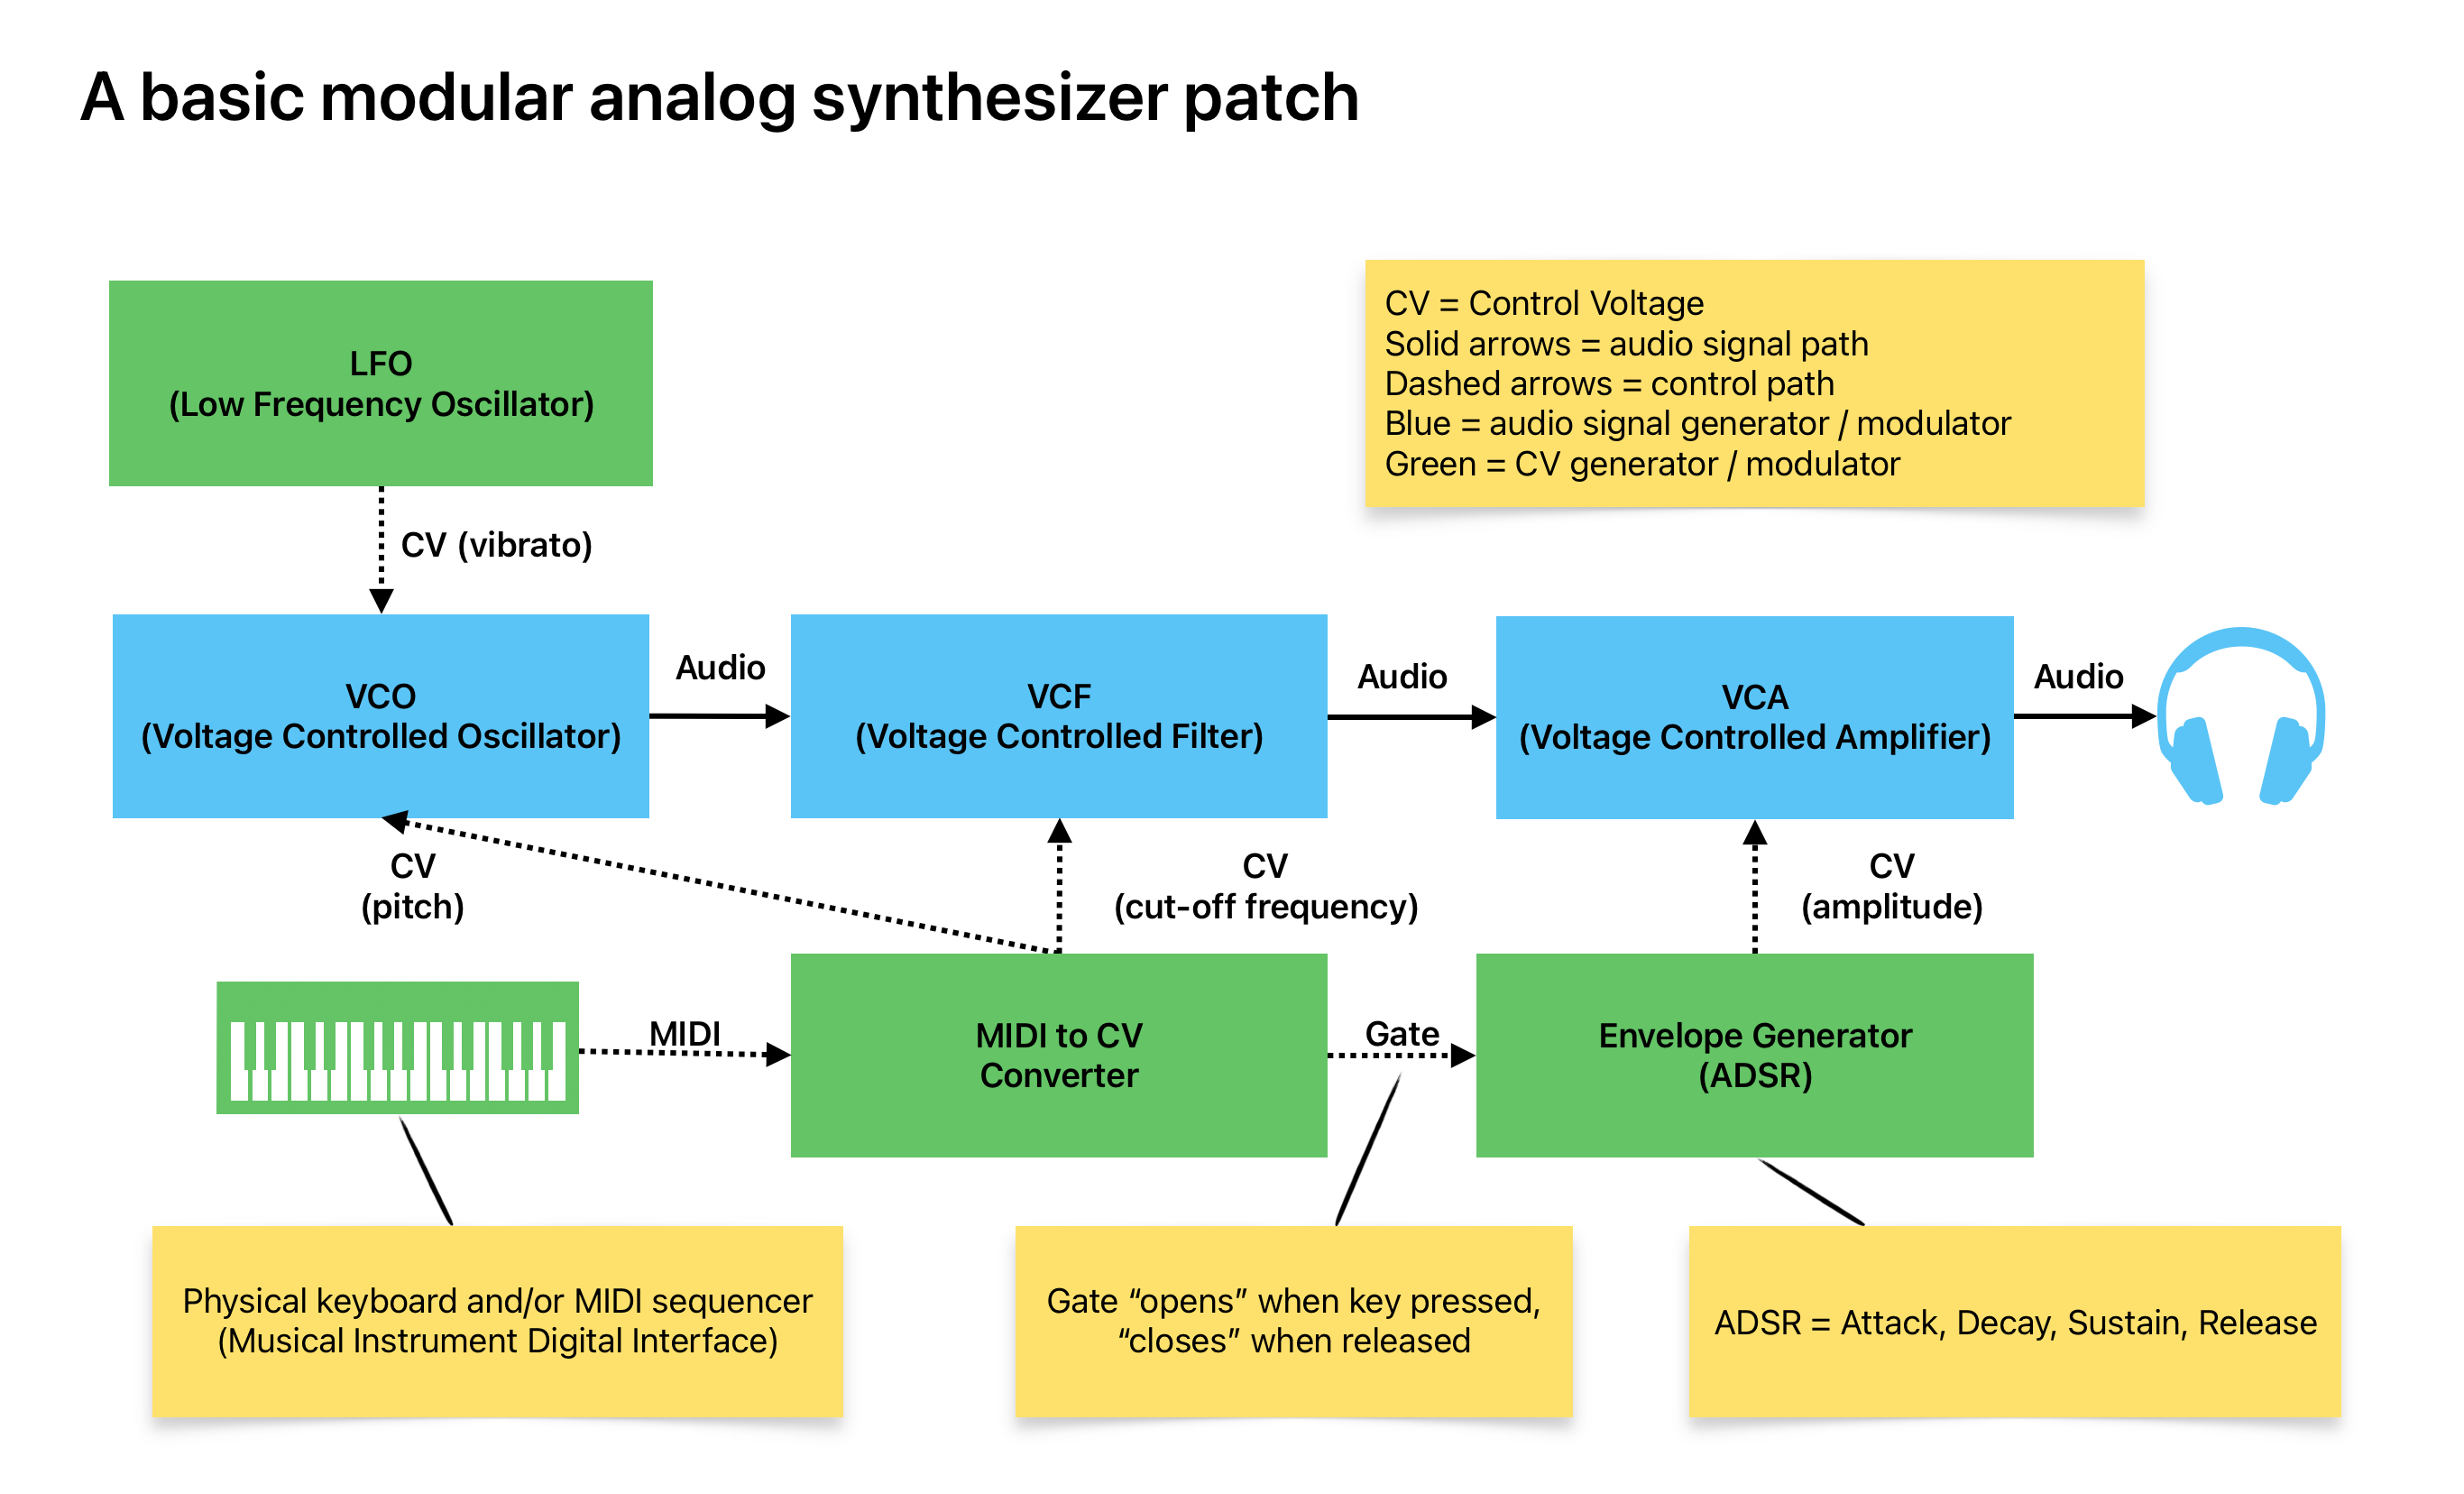 A basic modular analog synthesizer patch
CV = Control Voltage
Solid arrows = audio signal path
Dashed arrows = control path
Blue = audio signal generator / modulator
Green = CV generator / modulator
LFO
(Low Frequency Oscillator)
CV (vibrato)
VCO
(Voltage Controlled Oscillator)
Audio
VCF
(Voltage Controlled Filter)
Audio
VCA
(Voltage Controlled Amplifier)
Audio
CV
(pitch)
CV
(cut-off frequency)
CV
(amplitude)
MIDI
MIDI to CV
Converter
Gate
Envelope Generator
(ADSR)
Physical keyboard and/or MIDI sequencer
(Musical Instrument Digital Interface)
Gate “opens” when key pressed,
“closes” when released
ADSR = Attack, Decay, Sustain, Release